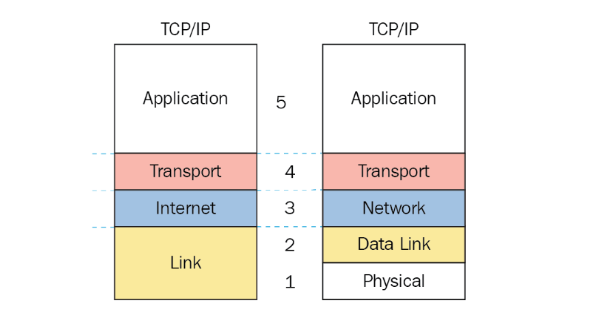 TCP/IP TCP/IP
Application 5 Application
Transport 4 Transport
Internet 3 Network
2 Data Link
Link
1 Physical